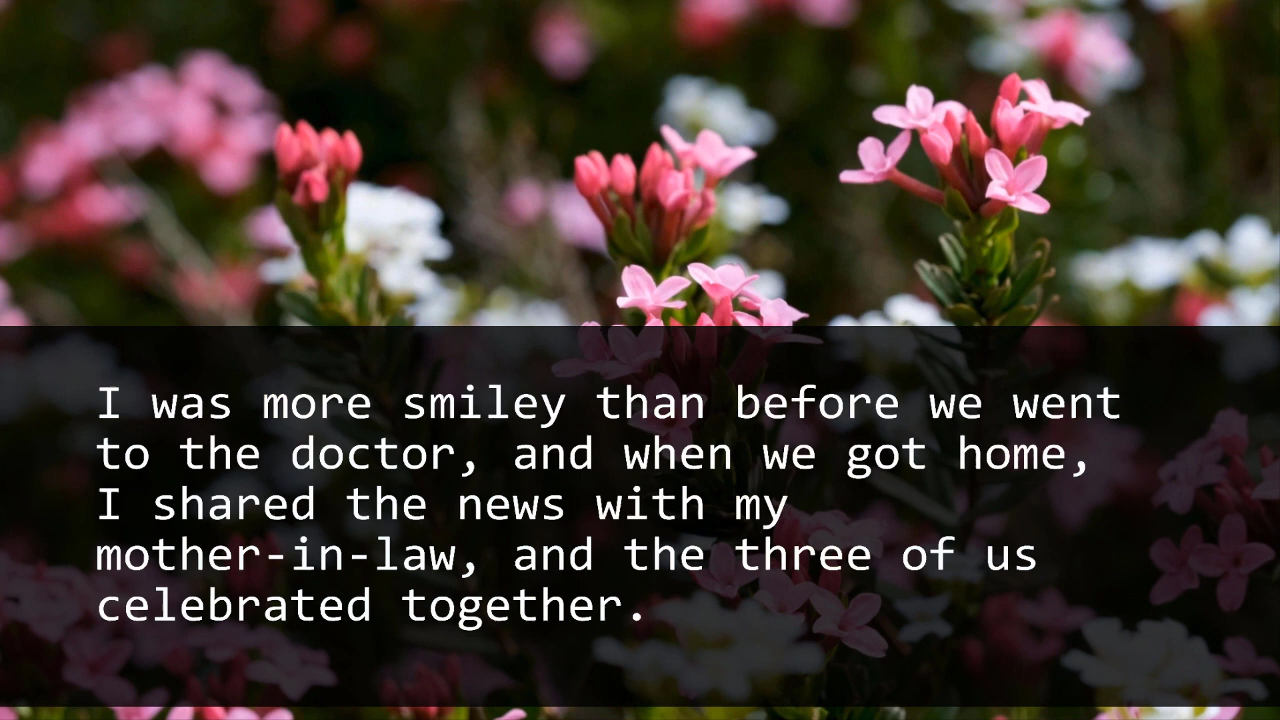 I was more smiley than before we went
to the doctor, and when we got home,
I shared the news with my
mother-in-law, and the three of us
celebrated together.